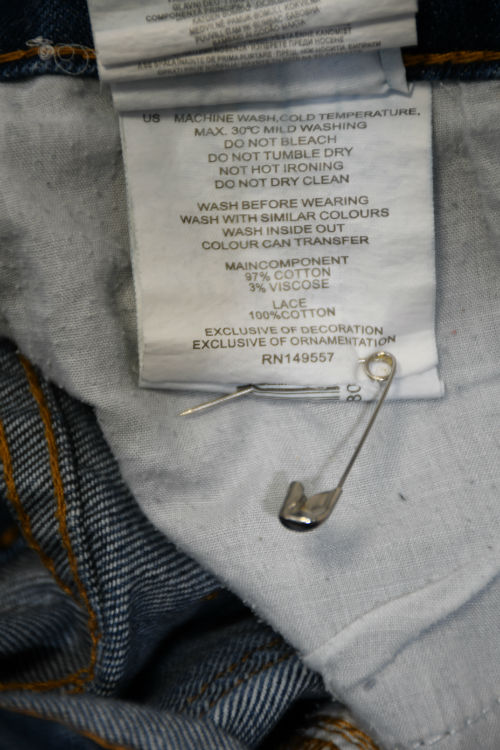 US MACHINE WASH,COLD TEMPERATURE,
MAX. 30°C MILD WASHING
DO NOT BLEACH
DO NOT TUMBLE DRY
NOT HOT IRONING
DO NOT DRY CLEAN
WASH BEFORE WEARING
WASH WITH SIMILAR COLOURS
WASH INSIDE OUT
COLOUR CAN TRANSFER
MAINCOMPONENT
97% COTTON
3% VISCOSE
LACE
100%COTTON
EXCLUSIVE OF DECORATION
EXCLUSIVE OF ORNAMENTATION
RN149557